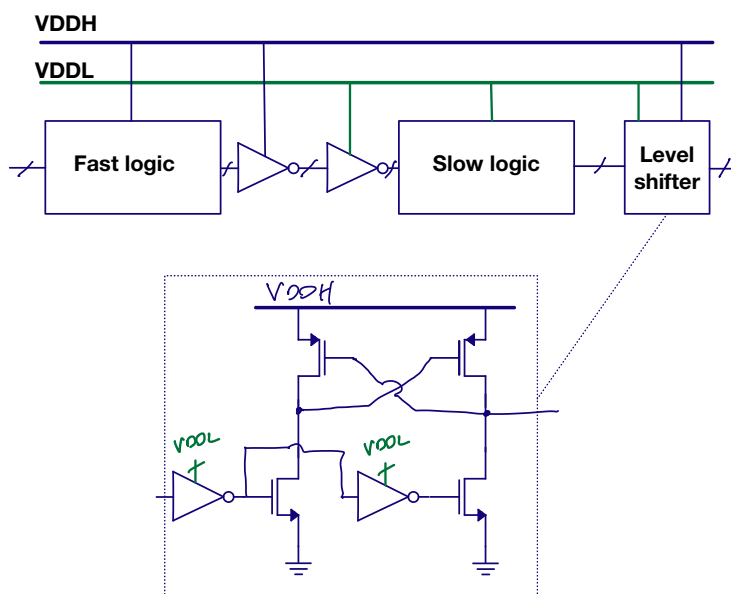 VDDH
VDDL
Fast logic
Slow logic
Level
shifter
VDDH
VDDL
VDDL